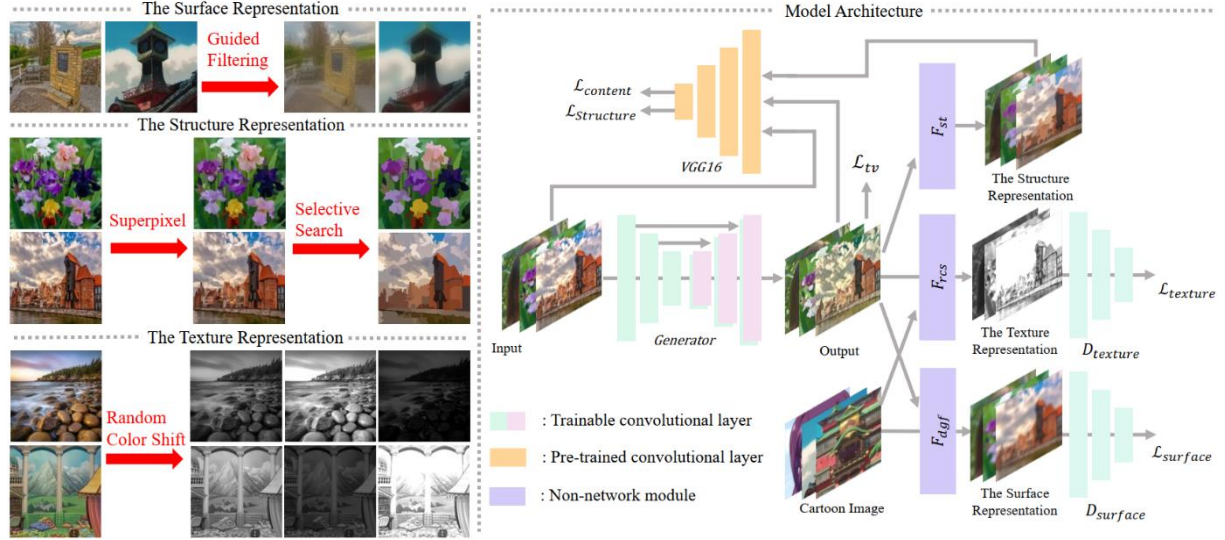 The Surface Representation
Guided
Filtering
The Structure Representation
Superpixel
Selective
Search
The Texture Representation
Random
Color Shift
Model Architecture
ℒcontent
ℒStructure
VGG16
ℒtv
Fst
The Structure
Representation
Input
Generator
Output
Frcs
The Texture
Representation
Dtexture
ℒtexture
: Trainable convolutional layer
: Pre-trained convolutional layer
: Non-network module
Cartoon Image
Fdgf
The Surface
Representation
Dsurface
ℒsurface